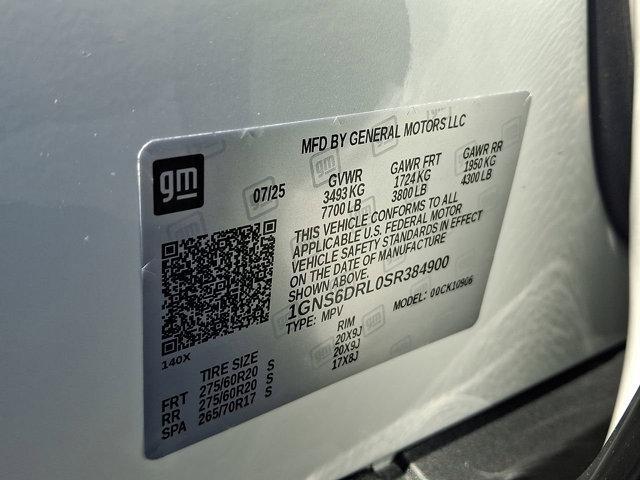 MFD BY GENERAL MOTORS LLC
gm
07/25
GVWR GAWR FRT GAWR RR
3493 KG 1724 KG 1950 KG
7700 LB 3800 LB 4300 LB
THIS VEHICLE CONFORMS TO ALL
APPLICABLE U.S. FEDERAL MOTOR
VEHICLE SAFETY STANDARDS IN EFFECT
ON THE DATE OF MANUFACTURE
SHOWN ABOVE.
1GNS6DRL0SR384900
TYPE: MPV MODEL: 00CK10906
140X
TIRE SIZE RIM
FRT 275/60R20 S 20X9J
RR 275/60R20 S 20X9J
SPA 265/70R17 S 17X8J